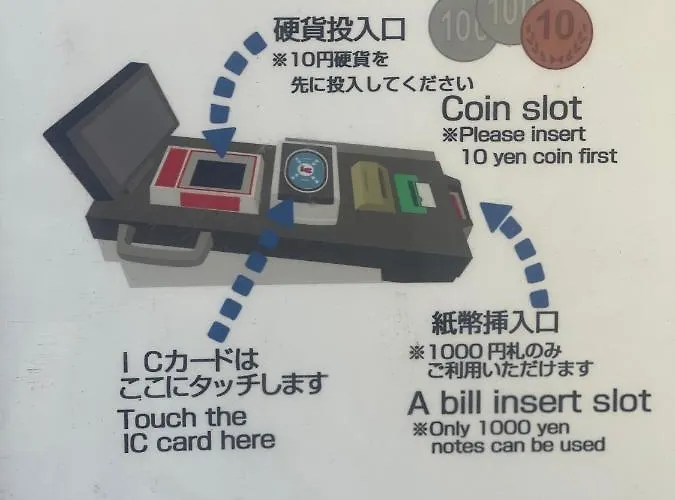 硬貨投入口
※10円硬貨を
先に投入してください
100
100
10
Coin slot
※Please insert
10 yen coin first
ICカードは
ここにタッチします
Touch the
IC card here
紙幣挿入口
※1000円札のみ
ご利用いただけます
A bill insert slot
※Only 1000 yen
notes can be used